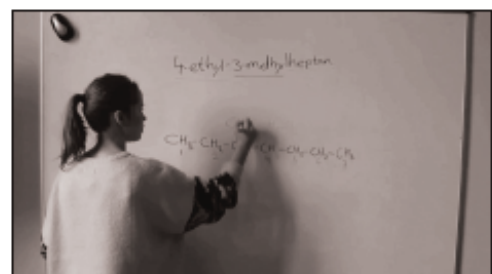 4-ethyl-3-methylheptan
CH₃-CH₂-C -CH-CH₂-CH₂-CH₃